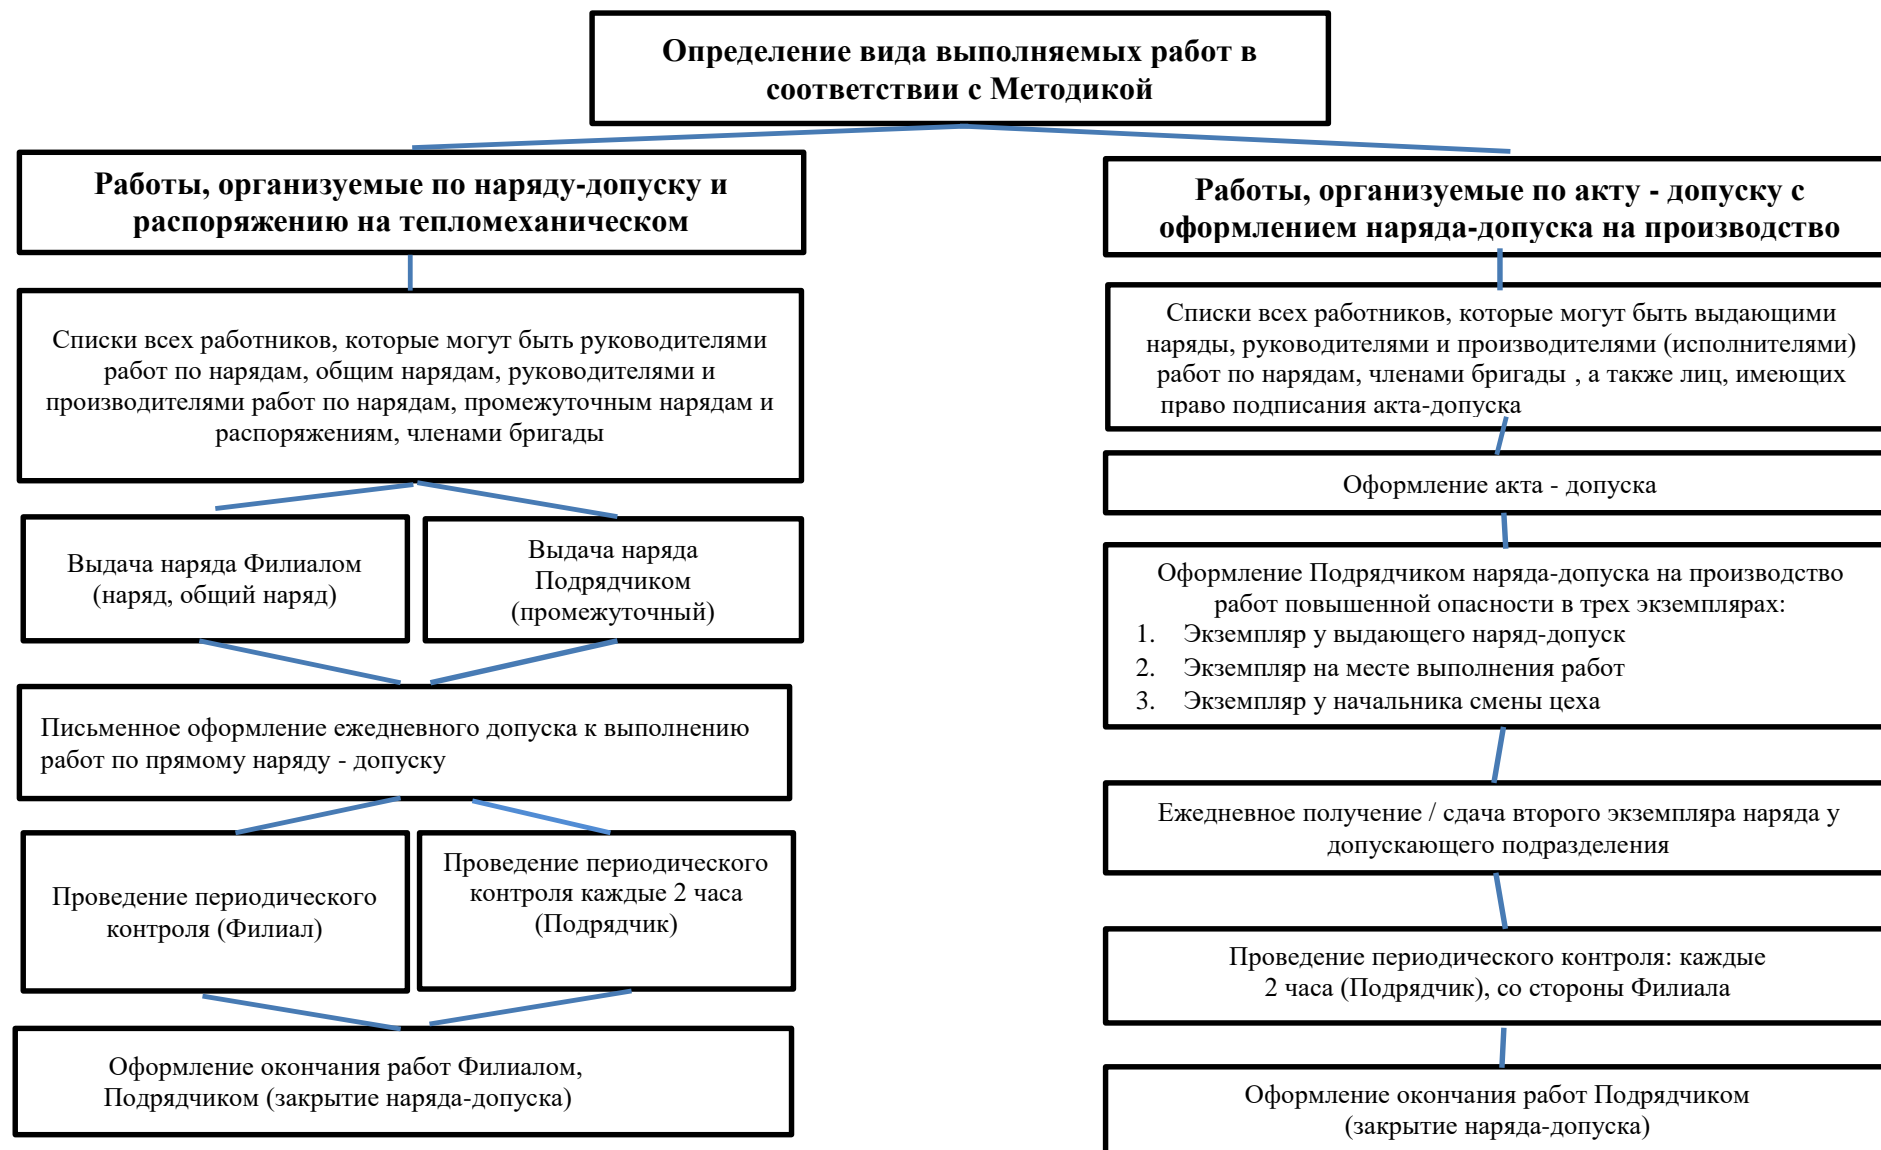 Определение вида выполняемых работ в
соответствии с Методикой
Работы, организуемые по наряду-допуску и
распоряжению на тепломеханическом
Списки всех работников, которые могут быть руководителями
работ по нарядам, общим нарядам, руководителями и
производителями работ по нарядам, промежуточным нарядам и
распоряжениям, членами бригады
Выдача наряда Филиалом
(наряд, общий наряд)
Выдача наряда
Подрядчиком
(промежуточный)
Письменное оформление ежедневного допуска к выполнению
работ по прямому наряду - допуску
Проведение периодического
контроля (Филиал)
Проведение периодического
контроля каждые 2 часа
(Подрядчик)
Оформление окончания работ Филиалом,
Подрядчиком (закрытие наряда-допуска)
Работы, организуемые по акту - допуску с
оформлением наряда-допуска на производство
Списки всех работников, которые могут быть выдающими
наряды, руководителями и производителями (исполнителями)
работ по нарядам, членами бригады , а также лиц, имеющих
право подписания акта-допуска
Оформление акта - допуска
Оформление Подрядчиком наряда-допуска на производство
работ повышенной опасности в трех экземплярах:
1. Экземпляр у выдающего наряд-допуск
2. Экземпляр на месте выполнения работ
3. Экземпляр у начальника смены цеха
Ежедневное получение / сдача второго экземпляра наряда у
допускающего подразделения
Проведение периодического контроля: каждые
2 часа (Подрядчик), со стороны Филиала
Оформление окончания работ Подрядчиком
(закрытие наряда-допуска)